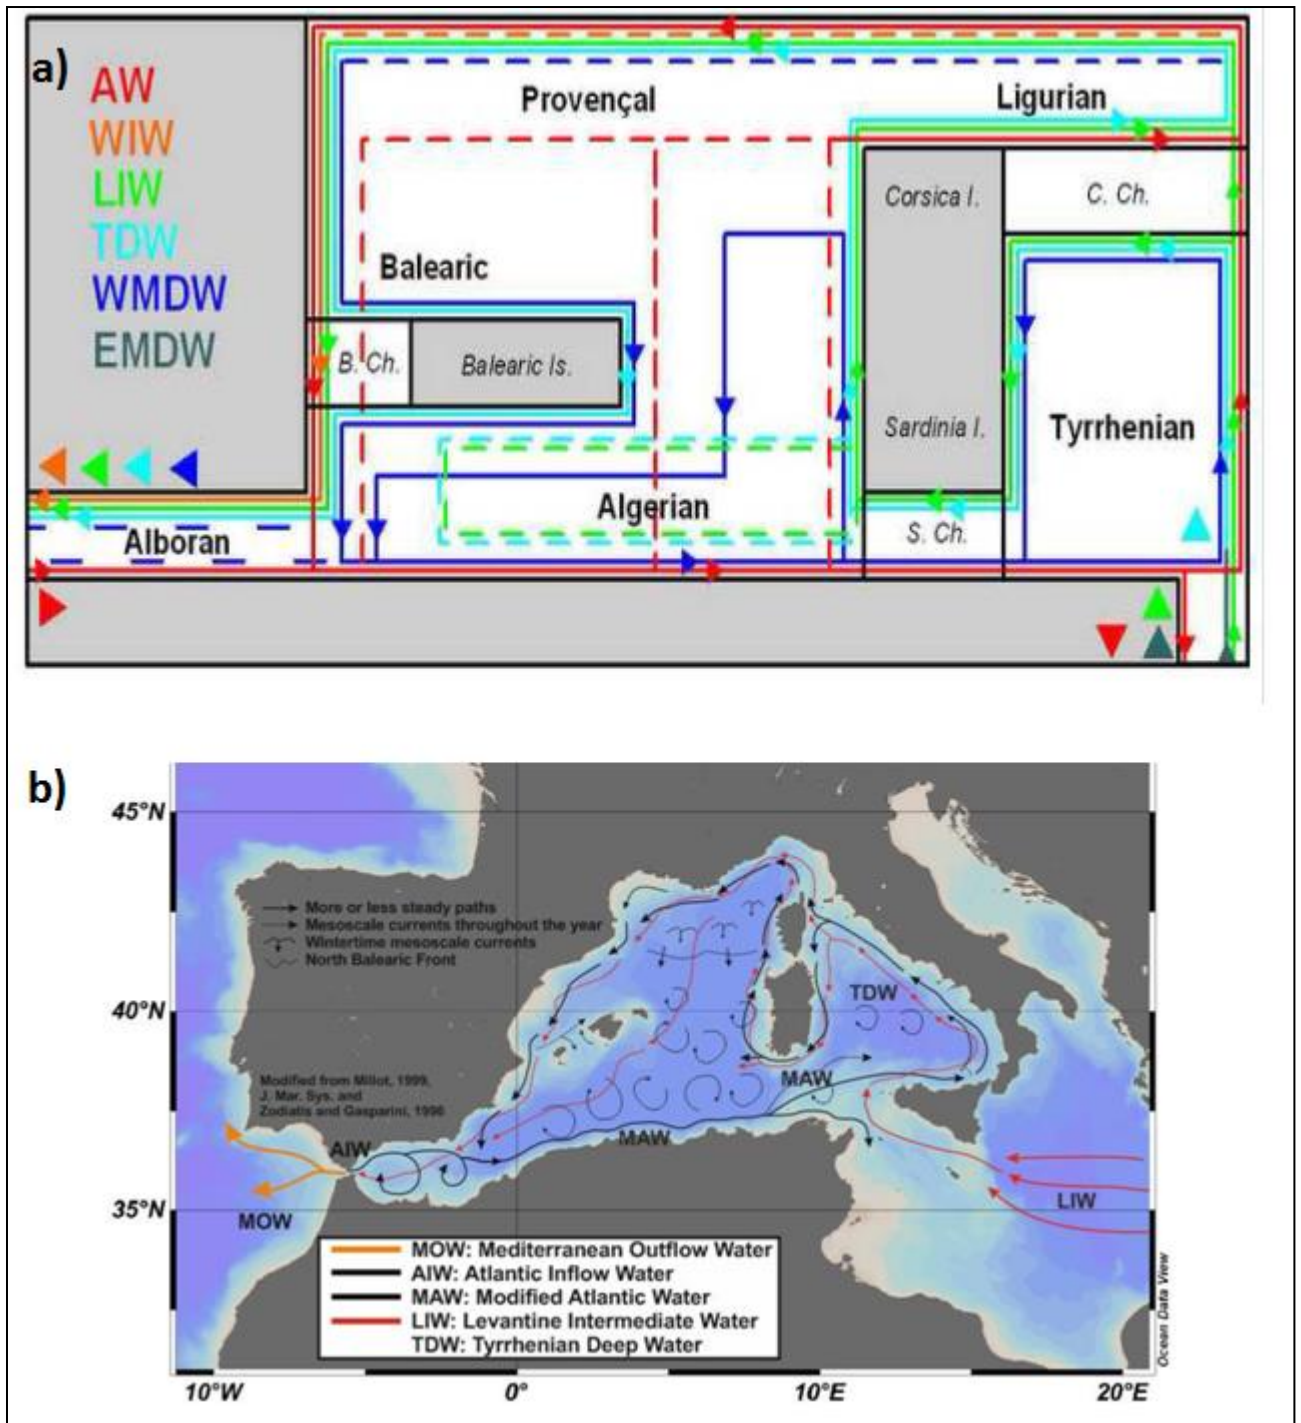 a)
AW
WIW
LIW
TDW
WMDW
EMDW
Provençal
Ligurian
Corsica I.
C. Ch.
Balearic
B. Ch.
Balearic Is.
Sardinia I.
Tyrrhenian
Algerian
S. Ch.
Alboran
b)
45°N
40°N
35°N
More or less steady paths
Mesoscale currents throughout the year
Wintertime mesoscale currents
North Balearic Front
TDW
Modified from Millot, 1999,
J. Mar. Sys. and
Zodiatis and Gasparini, 1996
MAW
AIW
MAW
MOW
LIW
MOW: Mediterranean Outflow Water
AIW: Atlantic Inflow Water
MAW: Modified Atlantic Water
LIW: Levantine Intermediate Water
TDW: Tyrrhenian Deep Water
Ocean Data View
10°W
0°
10°E
20°E